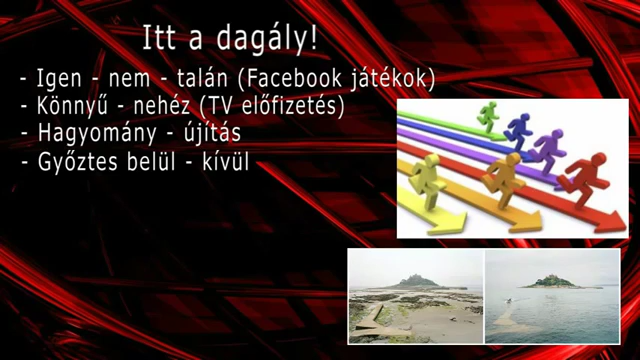 Itt a dagály!
- Igen - nem - talán (Facebook játékok)
- Könnyű - nehéz (TV előfizetés)
- Hagyomány - újítás
- Győztes belül - kívül